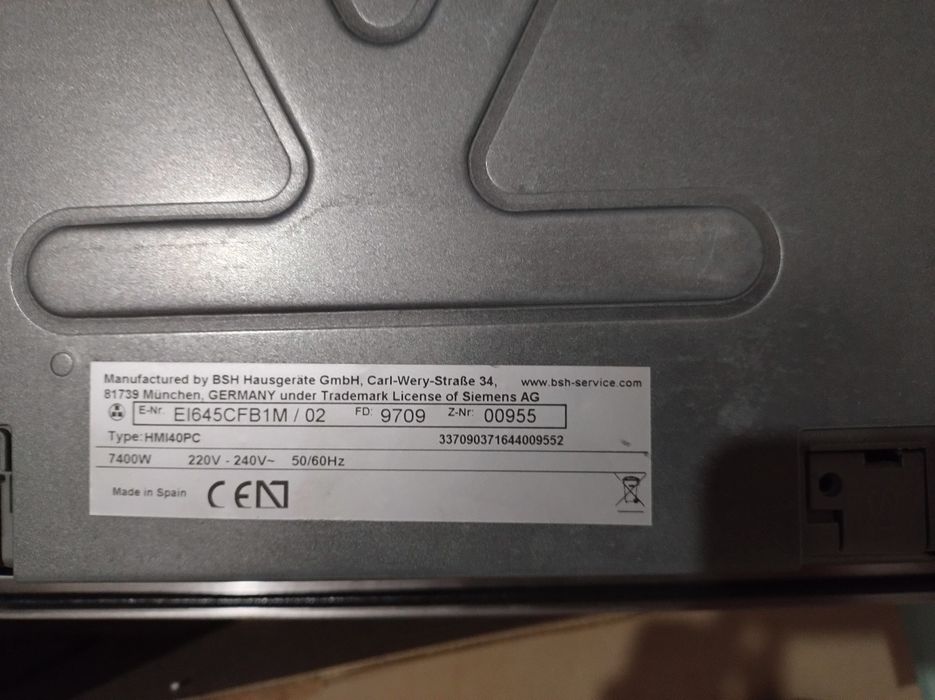 Manufactured by BSH Hausgeräte GmbH, Carl-Wery-Straße 34, www.bsh-service.com
81739 München, GERMANY under Trademark License of Siemens AG
E-Nr. EI645CFB1M / 02 FD: 9709 Z-Nr: 00955
Type: HMI40PC 337090371644009552
7400W 220V - 240V~ 50/60Hz
Made in Spain CE N